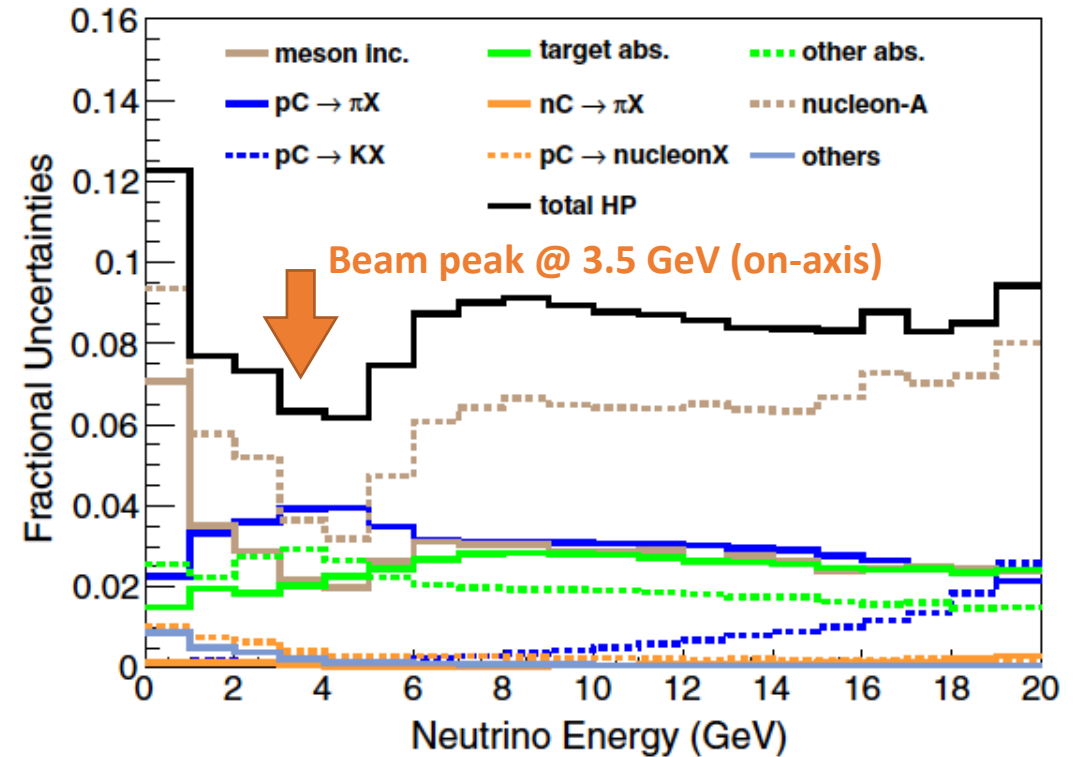 0.16
0.14
0.12
0.1
0.08
0.06
0.04
0.02
0
Fractional Uncertainties
meson inc.
target abs.
other abs.
pC → πX
nC → πX
nucleon-A
pC → KX
pC → nucleonX
others
total HP
Beam peak @ 3.5 GeV (on-axis)
0 2 4 6 8 10 12 14 16 18 20
Neutrino Energy (GeV)